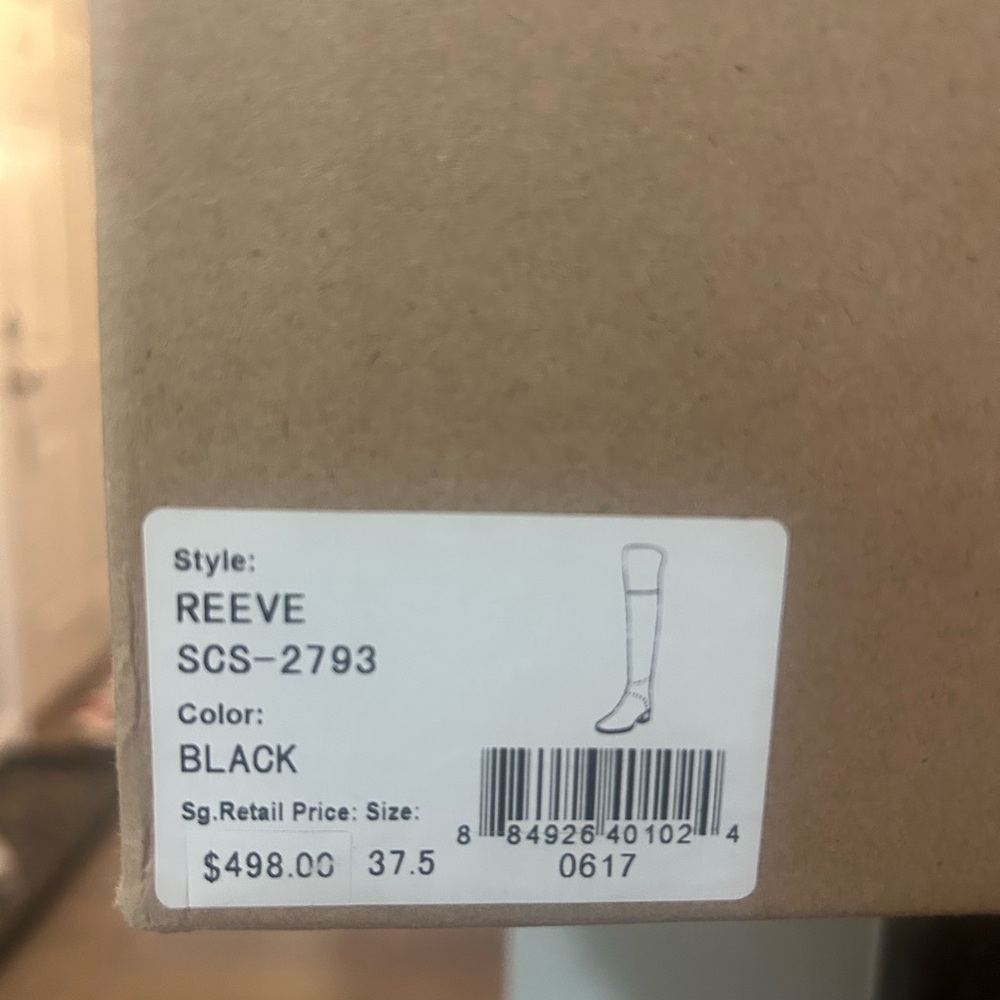 Style:
REEVE
SCS-2793
Color:
BLACK
Sg.Retail Price: Size:
$498.00 37.5
8 84926 40102 4
0617